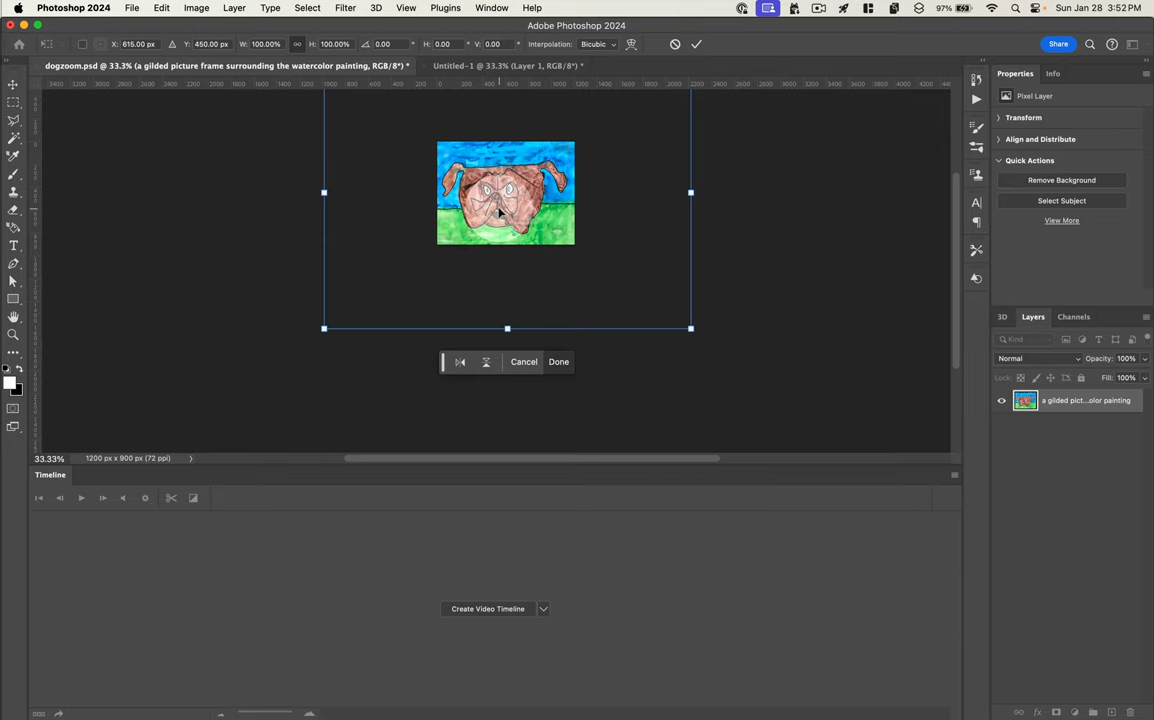 Photoshop 2024 File Edit Image Layer Type Select Filter 3D View Plugins Window Help 97% Sun Jan 28 3:52 PM
Adobe Photoshop 2024
X: 615.00 px Y: 450.00 px W: 100.00% H: 100.00% 0.00 ° H: 0.00 ° V: 0.00 ° Interpolation: Bicubic Share
dogzoom.psd @ 33.3% (a gilded picture frame surrounding the watercolor painting, RGB/8*) * Untitled-1 @ 33.3% (Layer 1, RGB/8*) *
Properties Info
Pixel Layer
Transform
Align and Distribute
Quick Actions
Remove Background
Select Subject
View More
3D Layers Channels
Kind
Normal Opacity: 100%
Lock: Fill: 100%
a gilded pict...olor painting
Cancel Done
33.33% 1200 px x 900 px (72 ppi)
Timeline
Create Video Timeline